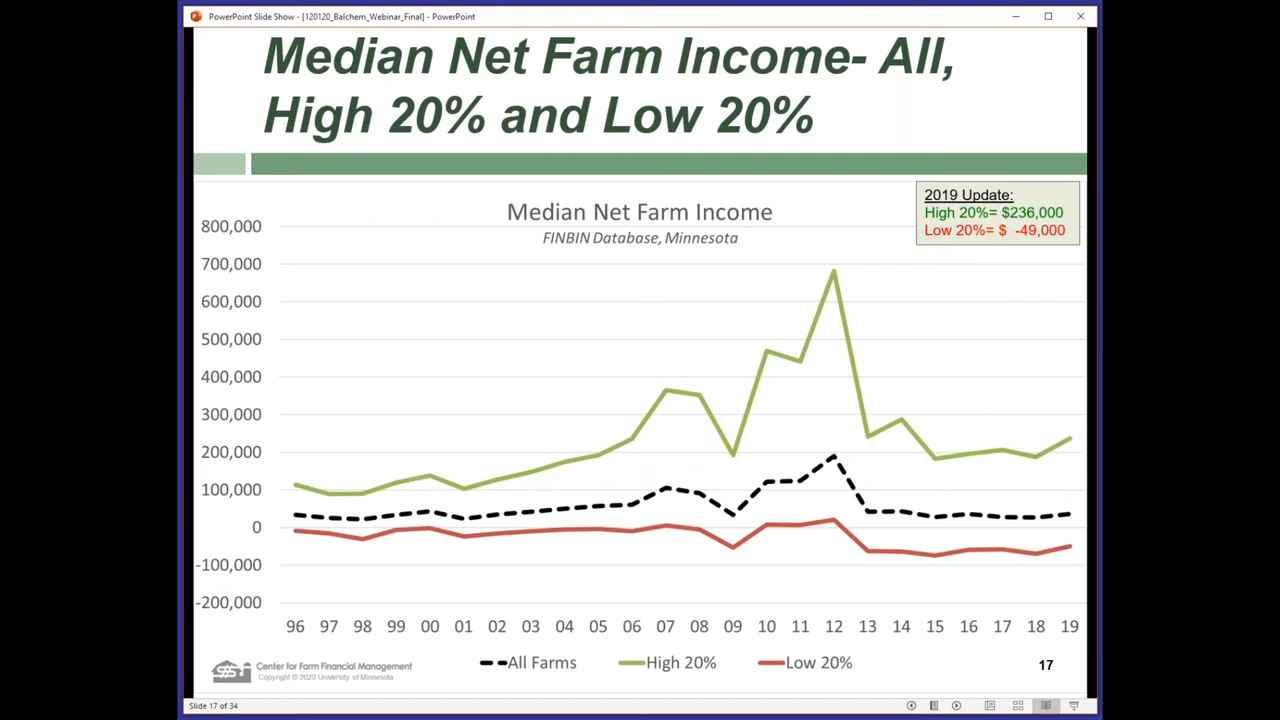 PowerPoint Slide Show - [120120_Balchem_Webinar_Final] - PowerPoint
Median Net Farm Income- All,
High 20% and Low 20%
2019 Update:
High 20%= $236,000
Low 20%= $ -49,000
Median Net Farm Income
FINBIN Database, Minnesota
800,000
700,000
600,000
500,000
400,000
300,000
200,000
100,000
0
-100,000
-200,000
96 97 98 99 00 01 02 03 04 05 06 07 08 09 10 11 12 13 14 15 16 17 18 19
All Farms High 20% Low 20%
Center for Farm Financial Management
Copyright © 2020 University of Minnesota
17
Slide 17 of 34